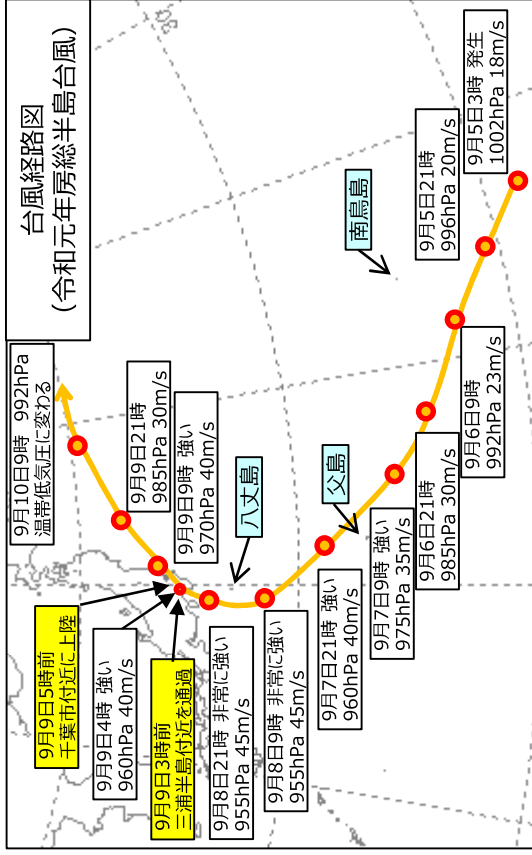 台風経路図
(令和元年房総半島台風)
9月10日9時 992hPa
温帯低気圧に変わる
9月9日21時
985hPa 30m/s
9月9日9時 強い
970hPa 40m/s
9月9日5時前
千葉市付近に上陸
9月9日4時 強い
960hPa 40m/s
9月9日3時前
三浦半島付近を通過
9月8日21時 非常に強い
955hPa 45m/s
9月8日9時 非常に強い
955hPa 45m/s
八丈島
9月7日21時 強い
960hPa 40m/s
父島
9月7日9時 強い
975hPa 35m/s
9月6日21時
985hPa 30m/s
9月6日9時
992hPa 23m/s
南鳥島
9月5日21時
996hPa 20m/s
9月5日3時 発生
1002hPa 18m/s